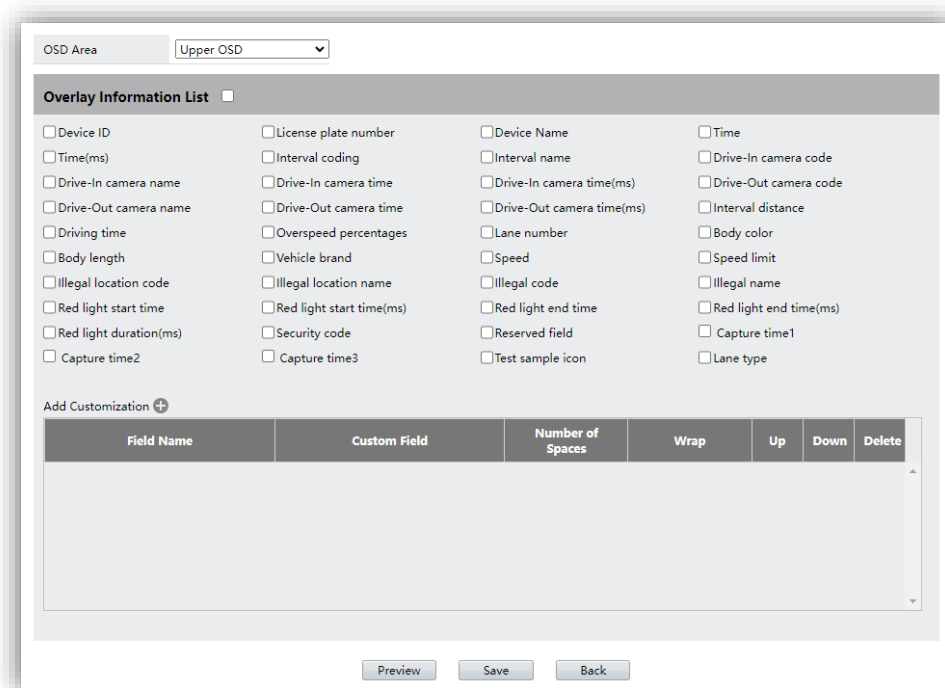 OSD Area Upper OSD
Overlay Information List
Device ID License plate number Device Name Time
Time(ms) Interval coding Interval name Drive-In camera code
Drive-In camera name Drive-In camera time Drive-In camera time(ms) Drive-Out camera code
Drive-Out camera name Drive-Out camera time Drive-Out camera time(ms) Interval distance
Driving time Overspeed percentages Lane number Body color
Body length Vehicle brand Speed Speed limit
Illegal location code Illegal location name Illegal code Illegal name
Red light start time Red light start time(ms) Red light end time Red light end time(ms)
Red light duration(ms) Security code Reserved field Capture time1
Capture time2 Capture time3 Test sample icon Lane type
Add Customization
Field Name Custom Field Number of Spaces Wrap Up Down Delete
Preview Save Back